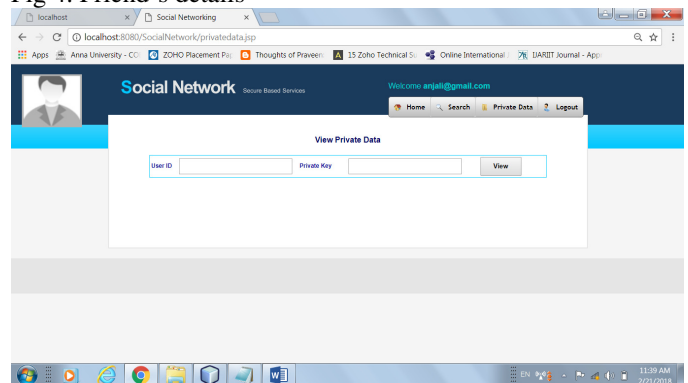 Fig 4: Friend's details
localhost
Social Networking
localhost:8080/SocialNetwork/privatedata.jsp
Apps Anna University - CO ZOHO Placement Pap Thoughts of Praveen 15 Zoho Technical Su Online International IJARIIT Journal - App
Social Network Secure Based Services
Welcome anjali@gmail.com
Home Search Private Data Logout
View Private Data
User ID Private Key View
EN 11:39 AM
2/21/2018